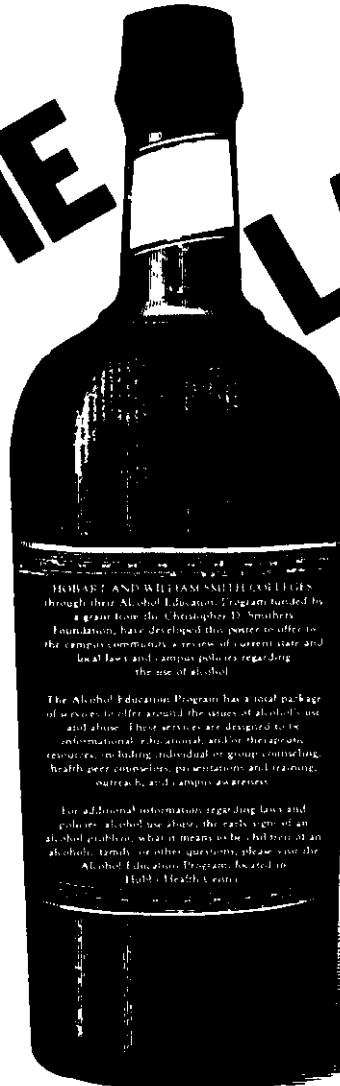 HE
HOBART AND WILLIAM SMITH COLLEGES
through their Alcohol Education Program funded by
a grant from the Christopher D. Smithers
Foundation, have developed this poster to offer to
the campus community a review of current state and
local laws and campus policies regarding
the use of alcohol
The Alcohol Education Program has a total package
of services to offer around the issues of alcohol's use
and abuse. These services are designed to be
informational, educational, and/or therapeutic
resources, including individual or group counseling,
health peer counselors, presentations and training,
outreach, and campus awareness
For additional information regarding laws and
policies, alcohol use/abuse, the early signs of an
alcohol problem, what it means to be children of an
alcoholic family, or other questions, please visit the
Alcohol Education Program, located in
Hubbs Health Center